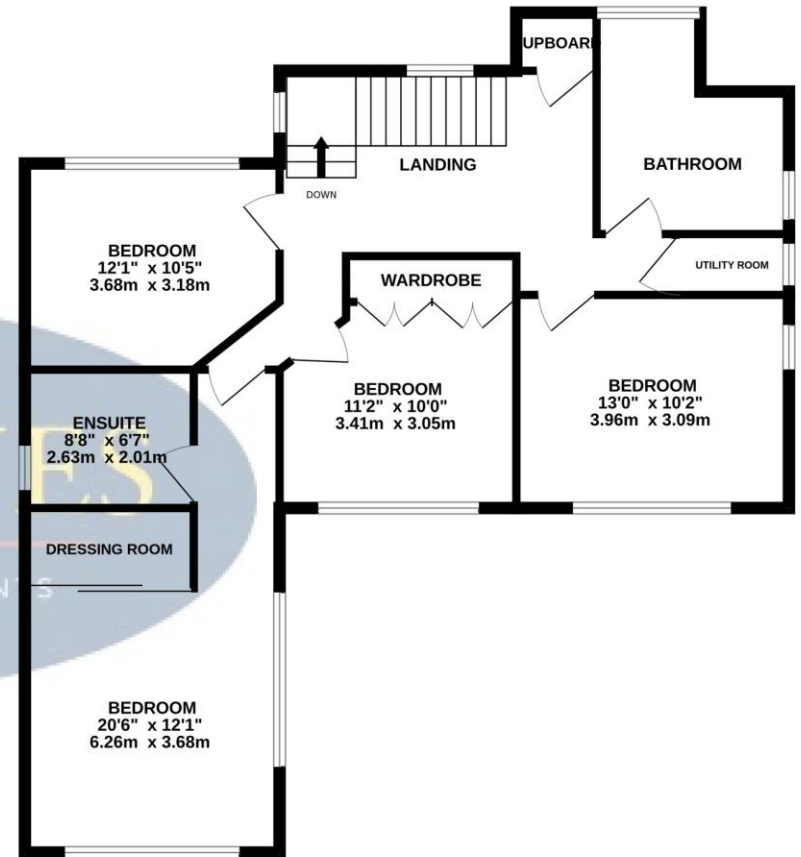 UPBOARD
LANDING
BATHROOM
DOWN
BEDROOM
12'1" x 10'5"
3.68m x 3.18m
UTILITY ROOM
WARDROBE
BEDROOM
11'2" x 10'0"
3.41m x 3.05m
BEDROOM
13'0" x 10'2"
3.96m x 3.09m
ENSUITE
8'8" x 6'7"
2.63m x 2.01m
DRESSING ROOM
BEDROOM
20'6" x 12'1"
6.26m x 3.68m